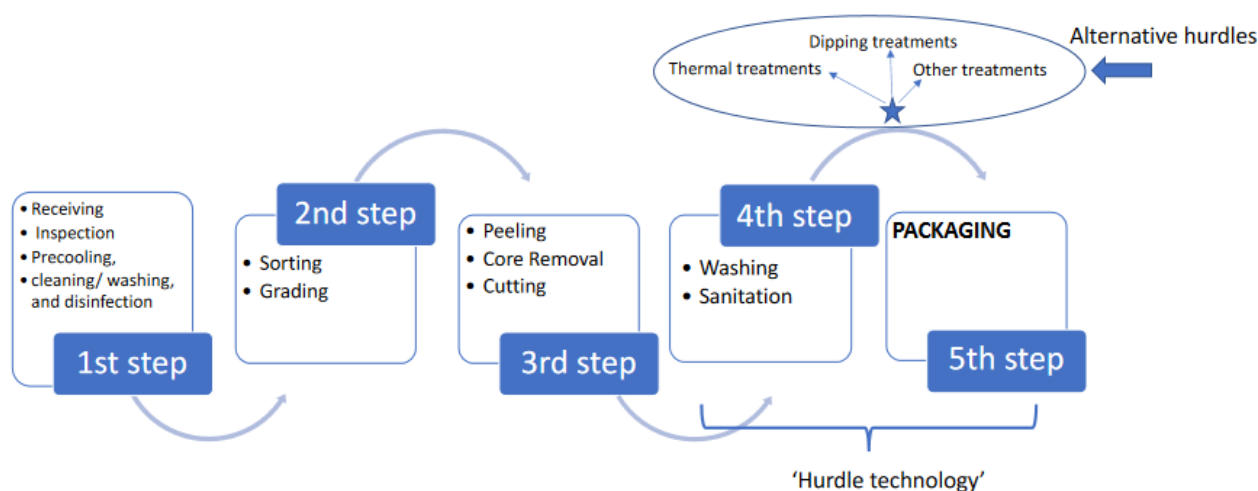 Alternative hurdles
Dipping treatments
Thermal treatments
Other treatments
• Receiving
• Inspection
• Precooling,
• cleaning/ washing,
and disinfection
1st step
2nd step
• Sorting
• Grading
• Peeling
• Core Removal
• Cutting
3rd step
4th step
• Washing
• Sanitation
PACKAGING
5th step
‘Hurdle technology’